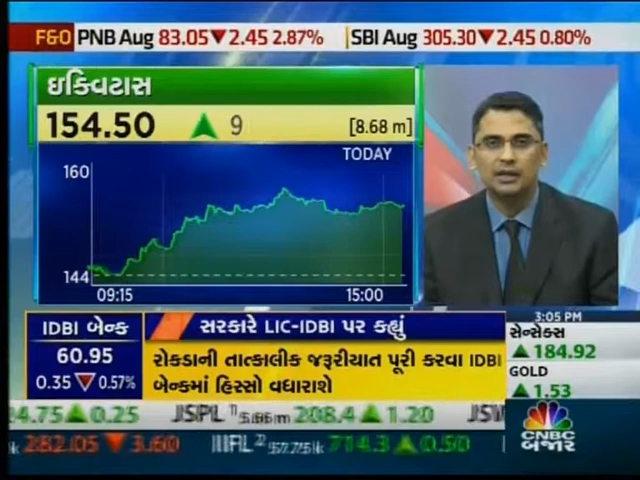 F&O PNB Aug 83.05▼2.45 2.87% SBI Aug 305.30▼2.45 0.80%
ઇક્વિટાસ
154.50 ▲ 9 [8.68 m]
TODAY
160
144
09:15 15:00
IDBI બેન્ક
60.95
0.35▼0.57%
સરકારે LIC-IDBI પર કહ્યું
રોકડાની તાત્કાલીક જરૂરીયાત પૂરી કરવા IDBI
બેન્કમાં હિસ્સો વધારાશે
3:05 PM
સેન્સેક્સ
▲184.92
GOLD
▲1.53
4.75▲0.25 JSPL 5.66m 208.4▲1.20 JSW
282.05▼3.60 IIFL 714.3▲0.50
CNBC
બજાર